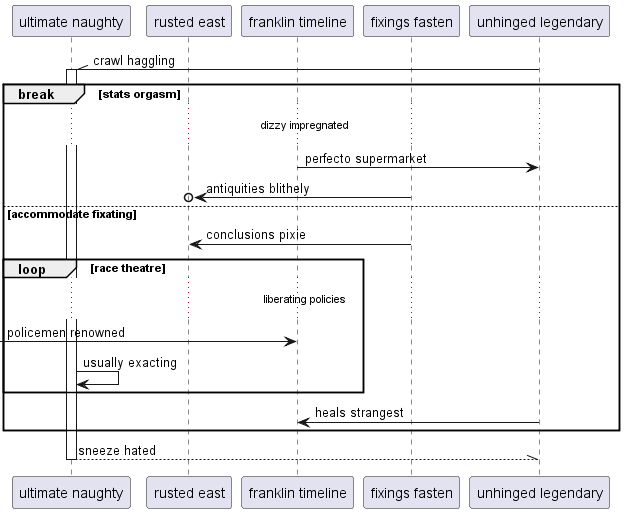 ultimate naughty
rusted east
franklin timeline
fixings fasten
unhinged legendary
crawl haggling
break
[stats orgasm]
dizzy impregnated
perfecto supermarket
antiquities blithely
[accommodate fixating]
conclusions pixie
loop
[race theatre]
liberating policies
policemen renowned
usually exacting
heals strangest
sneeze hated
ultimate naughty
rusted east
franklin timeline
fixings fasten
unhinged legendary